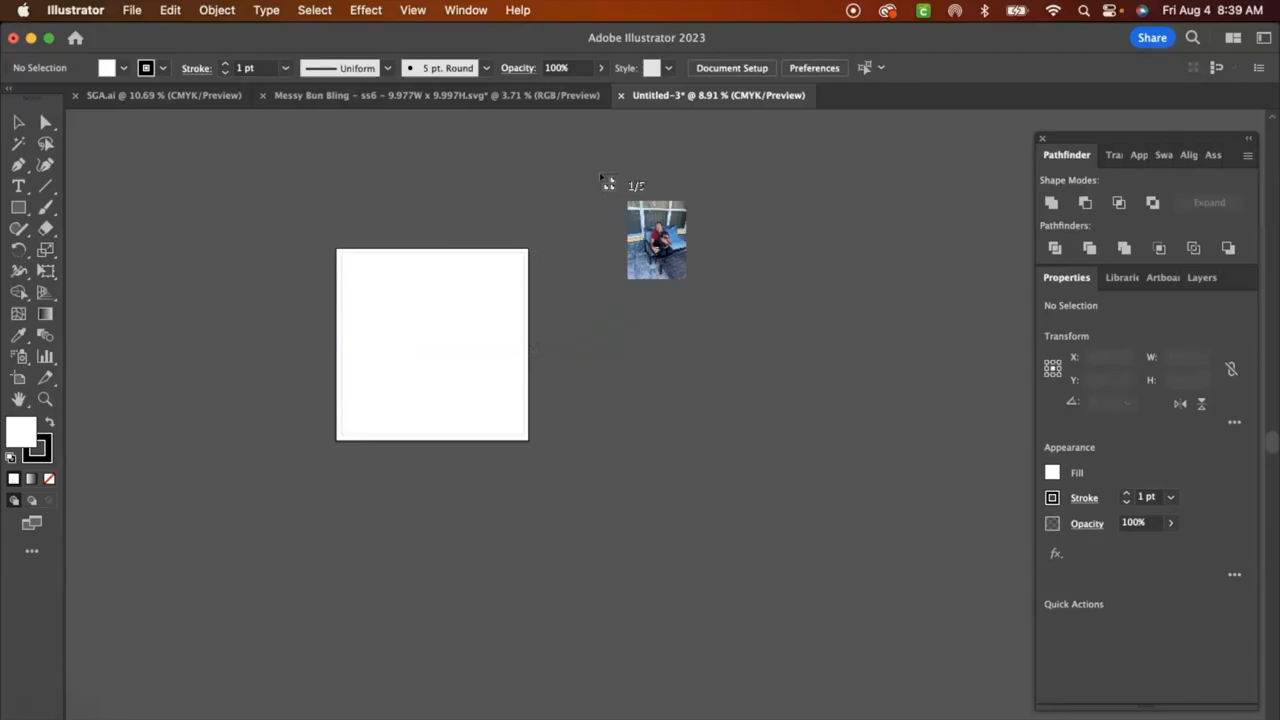 Illustrator File Edit Object Type Select Effect View Window Help Fri Aug 4 8:39 AM
Adobe Illustrator 2023 Share
No Selection Stroke: 1 pt Uniform 5 pt. Round Opacity: 100% Style: Document Setup Preferences
SGA.ai @ 10.69 % (CMYK/Preview) Messy Bun Bling - ss6 - 9.977W x 9.997H.svg* @ 3.71 % (RGB/Preview) Untitled-3* @ 8.91 % (CMYK/Preview)
Pathfinder Tra App Swa Alig Ass
Shape Modes:
Expand
Pathfinders:
1/5
Properties Librarie Artboar Layers
No Selection
Transform
X: W:
Y: H:
Appearance
Fill
Stroke 1 pt
Opacity 100%
fx.
Quick Actions